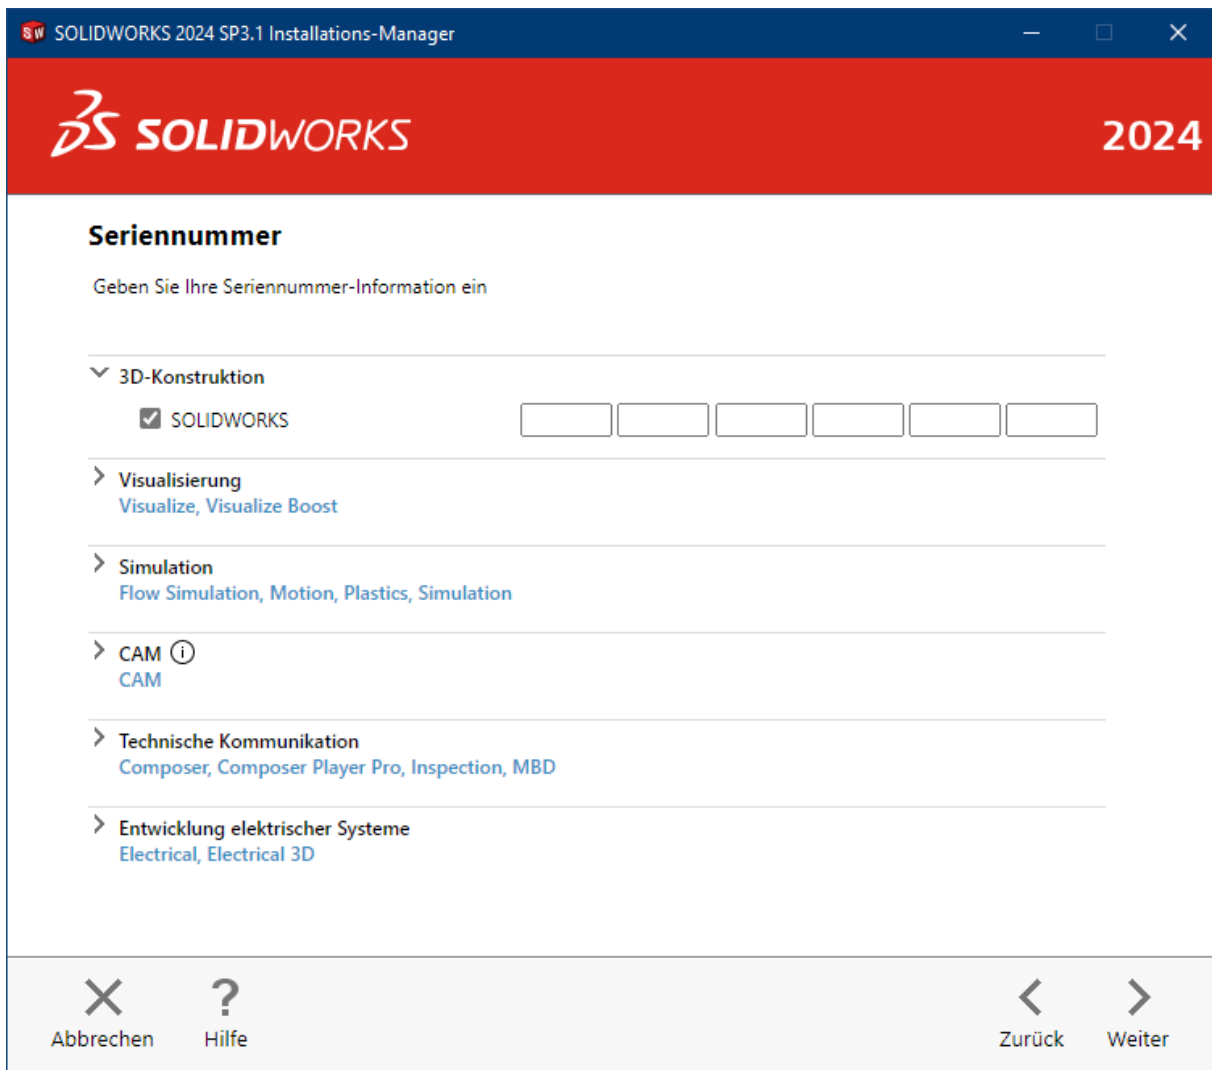 SW SOLIDWORKS 2024 SP3.1 Installations-Manager
3DS SOLIDWORKS 2024
Seriennummer
Geben Sie Ihre Seriennummer-Information ein
3D-Konstruktion
SOLIDWORKS
Visualisierung
Visualize, Visualize Boost
Simulation
Flow Simulation, Motion, Plastics, Simulation
CAM i
CAM
Technische Kommunikation
Composer, Composer Player Pro, Inspection, MBD
Entwicklung elektrischer Systeme
Electrical, Electrical 3D
? 
Abbrechen Hilfe Zurück Weiter